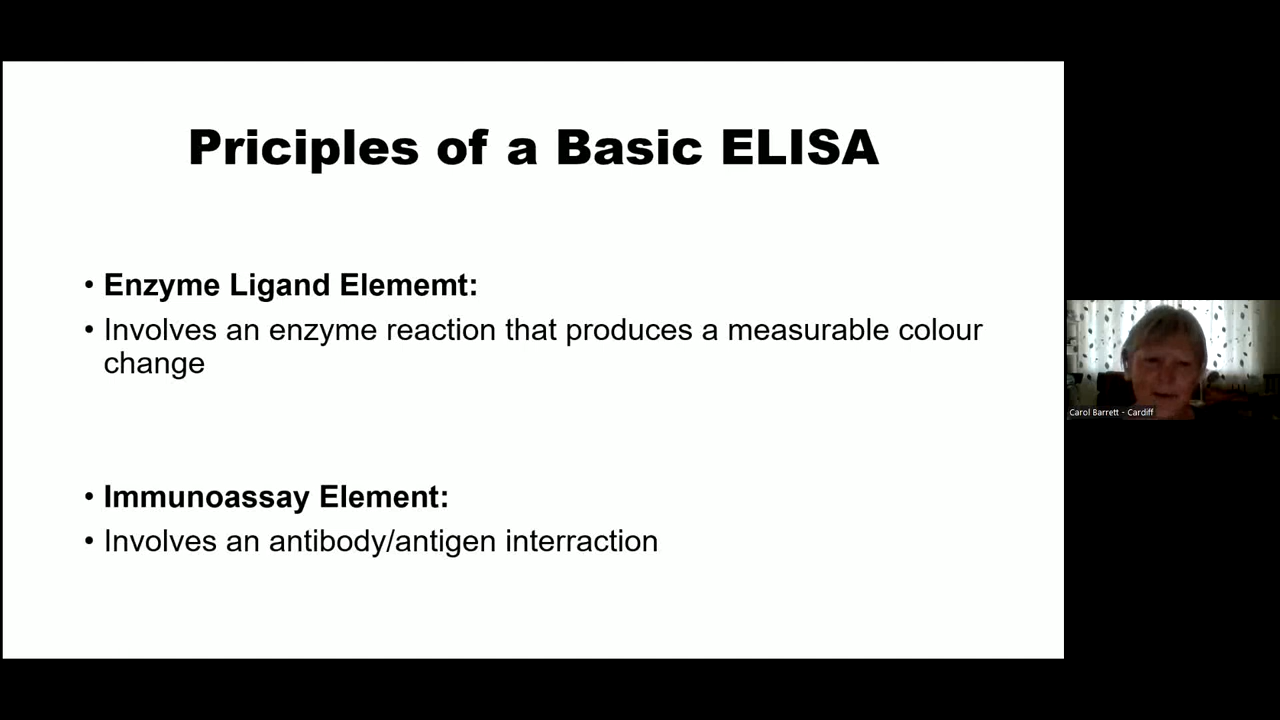 Priciples of a Basic ELISA
• Enzyme Ligand Elememt:
• Involves an enzyme reaction that produces a measurable colour
change
• Immunoassay Element:
• Involves an antibody/antigen interraction
Carol Barrett - Cardiff